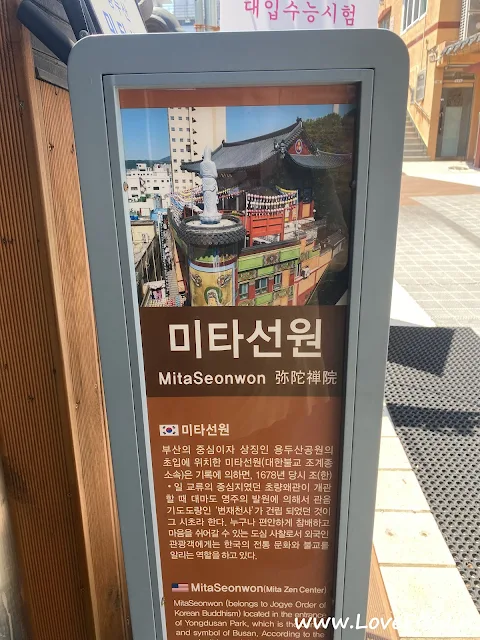 대입수능시험
미타선원
MitaSeonwon 弥陀禪院
미타선원
부산의 중심이자 상징인 용두산공원의
초입에 위치한 미타선원(대한불교 조계종
소속)은 기록에 의하면, 1678년 당시 조(한)
•일 교류의 중심지였던 초량왜관이 개관
할 때 대마도 영주의 발원에 의해서 관음
기도도량인 '변재천사'가 건립 되었던 것이
그 시초라 한다. 누구나 편안하게 참배하고
마음을 쉬어갈 수 있는 도심 사찰로서 외국인
관광객에게는 한국의 전통 문화와 불교를
알리는 역할을 하고 있다.
MitaSeonwon(Mita Zen Center)
MitaSeonwon (belongs to Jogye Order of
Korean Buddhism) located in the entrance
of Yongdusan Park, which is the
and symbol of Busan, According to the